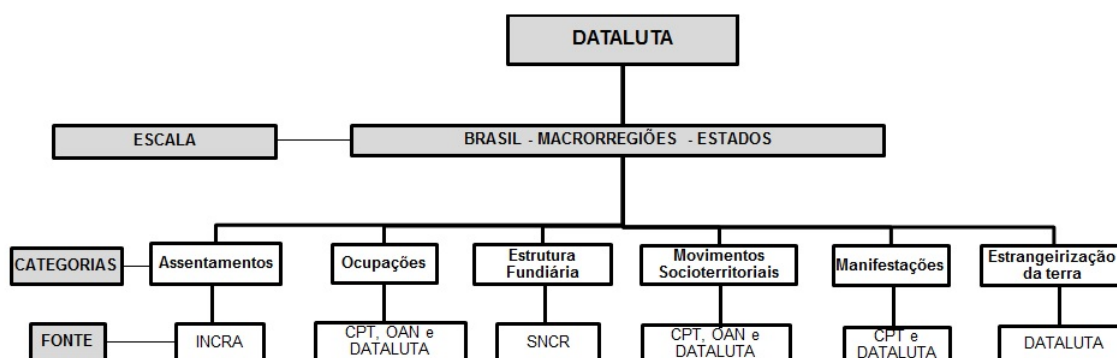 DATALUTA
ESCALA
BRASIL - MACRORREGIÕES - ESTADOS
CATEGORIAS
Assentamentos
Ocupações
Estrutura
Fundiária
Movimentos
Socioterritoriais
Manifestações
Estrangeirização
da terra
FONTE
INCRA
CPT, OAN e
DATALUTA
SNCR
CPT, OAN e
DATALUTA
CPT e
DATALUTA
DATALUTA